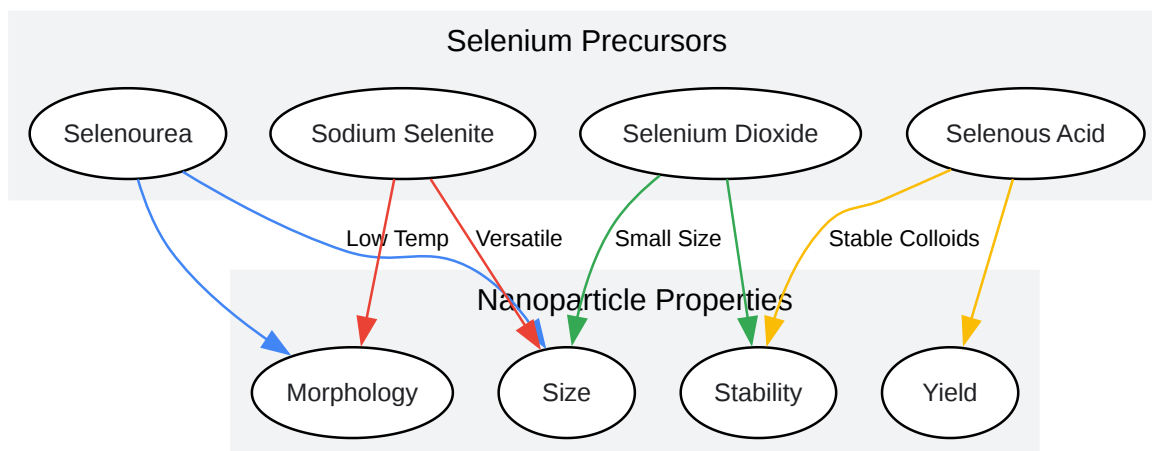 Selenium Precursors
Selenourea
Sodium Selenite
Selenium Dioxide
Selenous Acid
Low Temp
Versatile
Small Size
Stable Colloids
Nanoparticle Properties
Morphology
Size
Stability
Yield